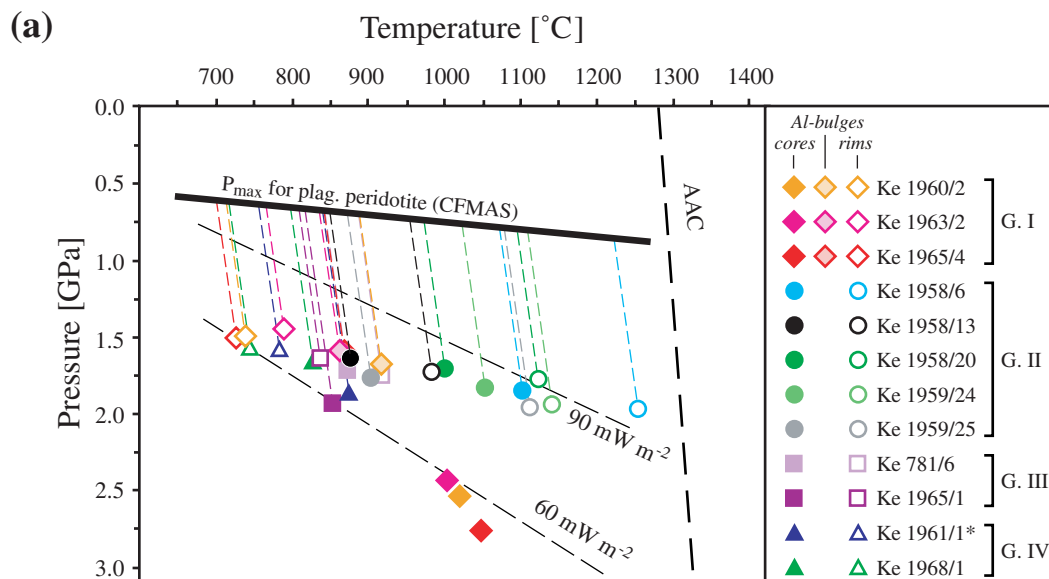 (a)
Temperature [˚C]
700 800 900 1000 1100 1200 1300 1400
Pressure [GPa]
0.0
0.5
1.0
1.5
2.0
2.5
3.0
Pmax for plag. peridotite (CFMAS)
AAC
90 mW m-2
60 mW m-2
Al-bulges
cores rims
Ke 1960/2
Ke 1963/2
Ke 1965/4
G. I
Ke 1958/6
Ke 1958/13
Ke 1958/20
Ke 1959/24
Ke 1959/25
G. II
Ke 781/6
Ke 1965/1
G. III
Ke 1961/1*
Ke 1968/1
G. IV